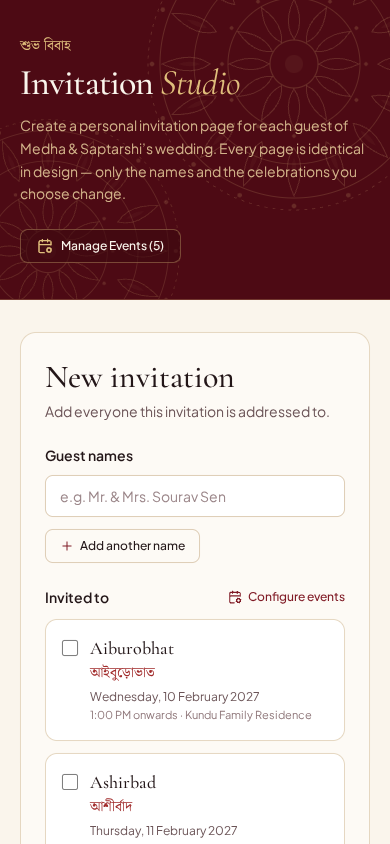 শুভ বিবাহ
Invitation Studio
Create a personal invitation page for each guest of
Medha & Saptarshi's wedding. Every page is identical
in design — only the names and the celebrations you
choose change.
Manage Events (5)
New invitation
Add everyone this invitation is addressed to.
Guest names
e.g. Mr. & Mrs. Sourav Sen
Add another name
Invited to
Configure events
Aiburobhat
আইবুড়োভাত
Wednesday, 10 February 2027
1:00 PM onwards · Kundu Family Residence
Ashirbad
আশীর্বাদ
Thursday, 11 February 2027